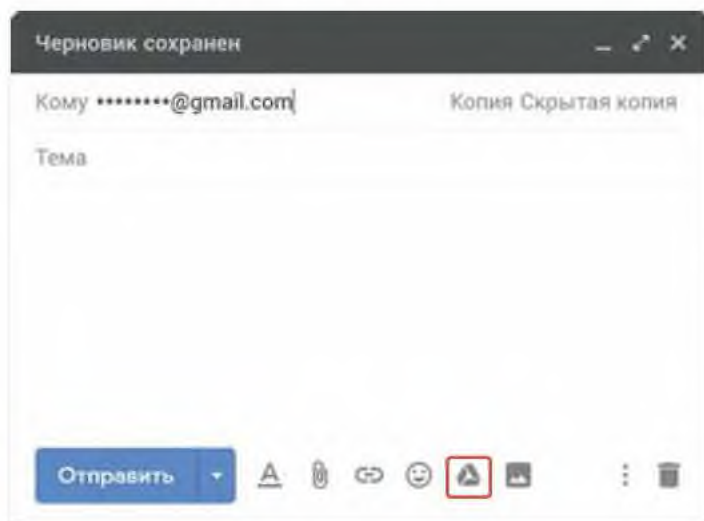 Черновик сохранен
Кому ••••••••@gmail.com Копия Скрытая копия
Тема
Отправить